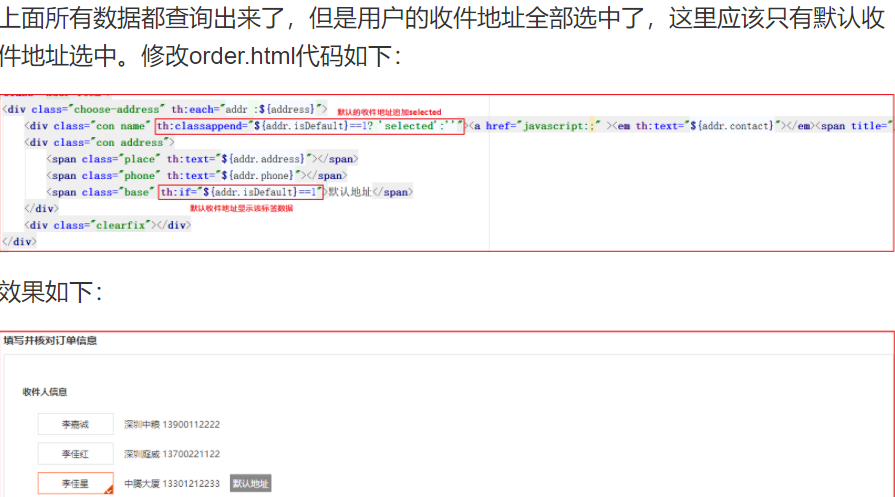 上面所有数据都查询出来了，但是用户的收件地址全部选中了，这里应该只有默认收
件地址选中。修改order.html代码如下：
<div class="choose-address" th:each="addr :${address}">
默认的收件地址追加selected
<div class="con name" th:classappend="${addr.isDefault}==1? 'selected':''"><a href="javascript:;" ><em th:text="${addr.contact}"></em><span title="
<div class="con address">
<span class="place" th:text="${addr.address}"></span>
<span class="phone" th:text="${addr.phone}"></span>
<span class="base" th:if="${addr.isDefault}==1">默认地址</span>
</div>
默认收件地址显示该标签数据
<div class="clearfix"></div>
</div>
效果如下：
填写并核对订单信息
收件人信息
李嘉诚 深圳中粮 13900112222
李佳红 深圳庭威 13700221122
李佳星 中腾大厦 13301212233 默认地址